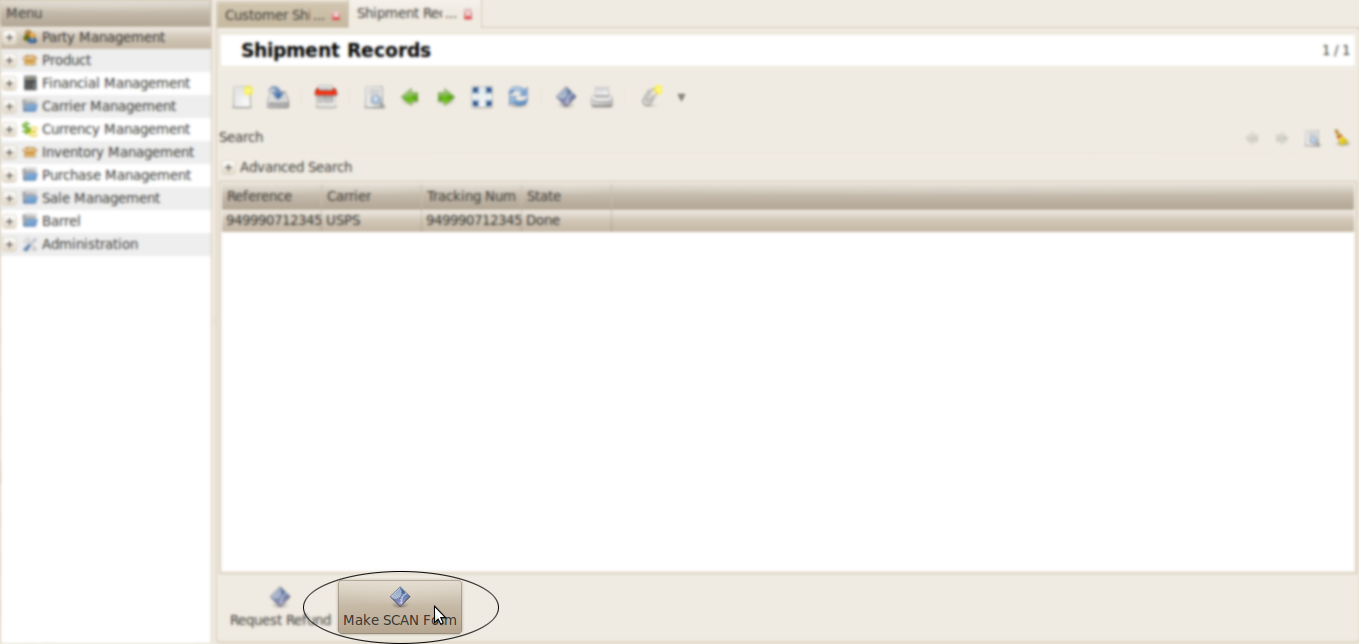 Menu
Party Management
Product
Financial Management
Carrier Management
Currency Management
Inventory Management
Purchase Management
Sale Management
Barrel
Administration
Customer Shi ...
Shipment Rec ...
Shipment Records
1 / 1
Search
Advanced Search
Reference Carrier Tracking Num State
949990712345 USPS 949990712345 Done
Request Refund
Make SCAN Form